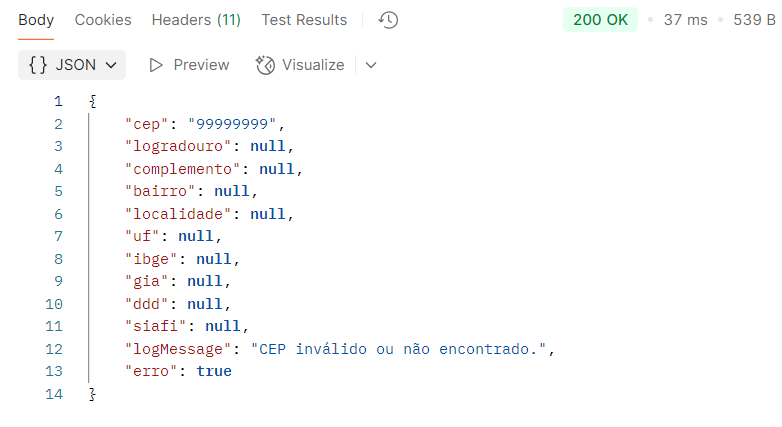 Body Cookies Headers (11) Test Results 200 OK • 37 ms • 539 B
{} JSON Preview Visualize
1 {
2 "cep": "99999999",
3 "logradouro": null,
4 "complemento": null,
5 "bairro": null,
6 "localidade": null,
7 "uf": null,
8 "ibge": null,
9 "gia": null,
10 "ddd": null,
11 "siafi": null,
12 "logMessage": "CEP inválido ou não encontrado.",
13 "erro": true
14 }